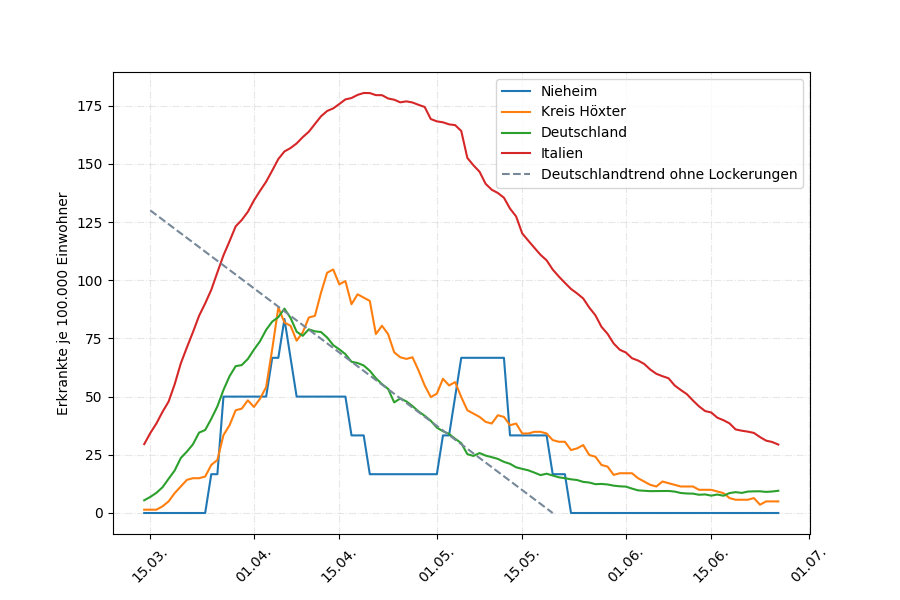 Erkrankte je 100.000 Einwohner
175
150
125
100
75
50
25
0
Nieheim
Kreis Höxter
Deutschland
Italien
Deutschlandtrend ohne Lockerungen
15.03.
01.04.
15.04.
01.05.
15.05.
01.06.
15.06.
01.07.